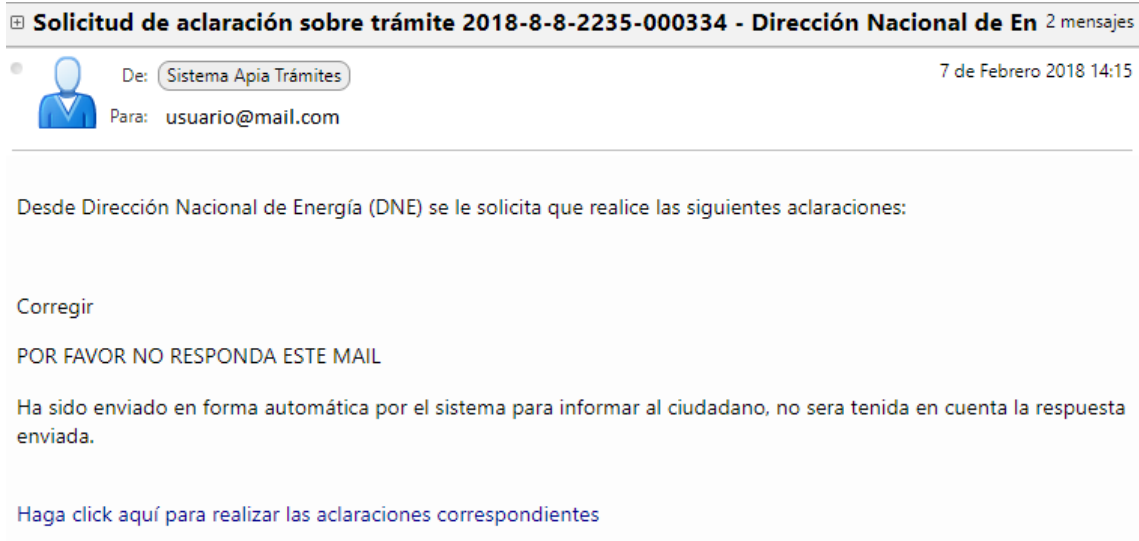 Solicitud de aclaración sobre trámite 2018-8-8-2235-000334 - Dirección Nacional de En 2 mensajes
De: Sistema Apia Trámites 7 de Febrero 2018 14:15
Para: usuario@mail.com
Desde Dirección Nacional de Energía (DNE) se le solicita que realice las siguientes aclaraciones:
Corregir
POR FAVOR NO RESPONDA ESTE MAIL
Ha sido enviado en forma automática por el sistema para informar al ciudadano, no sera tenida en cuenta la respuesta
enviada.
Haga click aquí para realizar las aclaraciones correspondientes